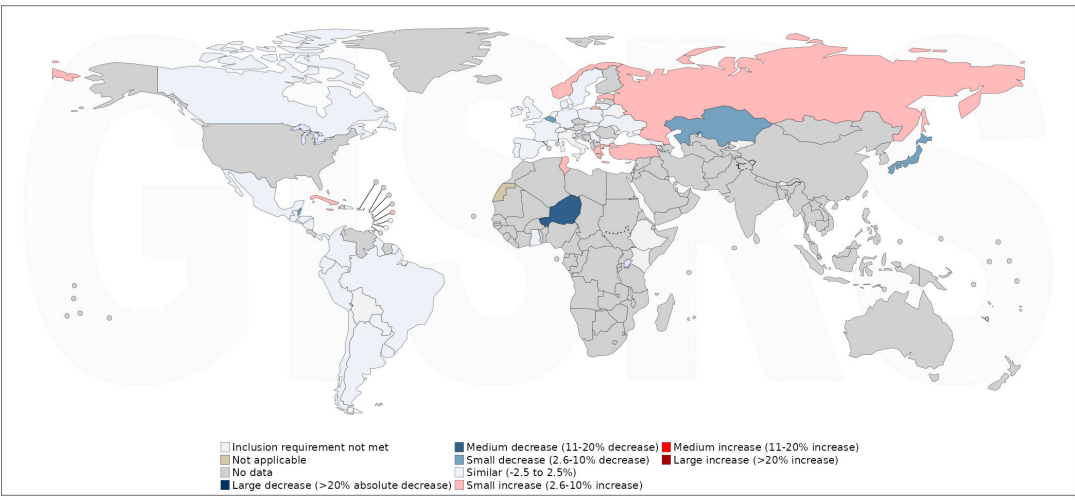 GISRS
Inclusion requirement not met
Not applicable
No data
Large decrease (>20% absolute decrease)
Medium decrease (11-20% decrease)
Small decrease (2.6-10% decrease)
Similar (-2.5 to 2.5%)
Small increase (2.6-10% increase)
Medium increase (11-20% increase)
Large increase (>20% increase)